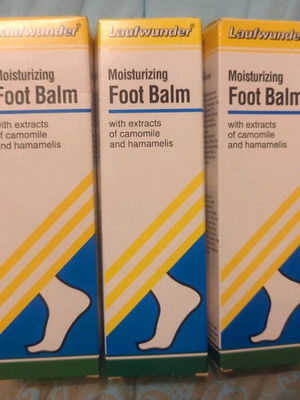 Laufwunder®
Moisturizing
Foot Balm
with extracts
of camomile
and hamamelis
Laufwunder®
Moisturizing
Foot Balm
with extracts
of camomile
and hamamelis
Laufwunder
Moisturizing
Foot Balm
with extracts
of camomile
and hamamelis